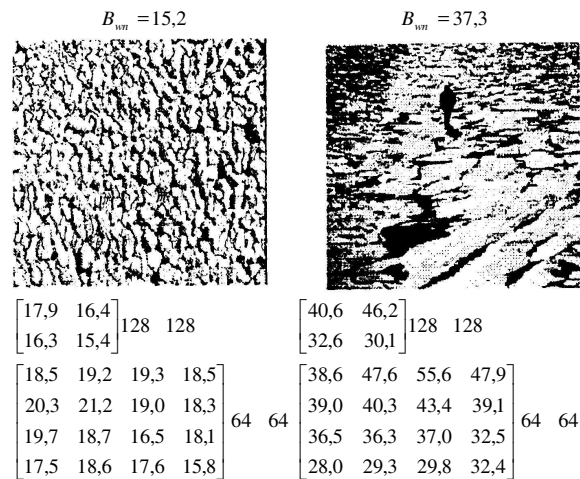 B_wn = 15,2
17,9 16,4
16,3 15,4
128 128
18,5 19,2 19,3 18,5
20,3 21,2 19,0 18,3
19,7 18,7 16,5 18,1
17,5 18,6 17,6 15,8
64 64
B_wn = 37,3
40,6 46,2
32,6 30,1
128 128
38,6 47,6 55,6 47,9
39,0 40,3 43,4 39,1
36,5 36,3 37,0 32,5
28,0 29,3 29,8 32,4
64 64